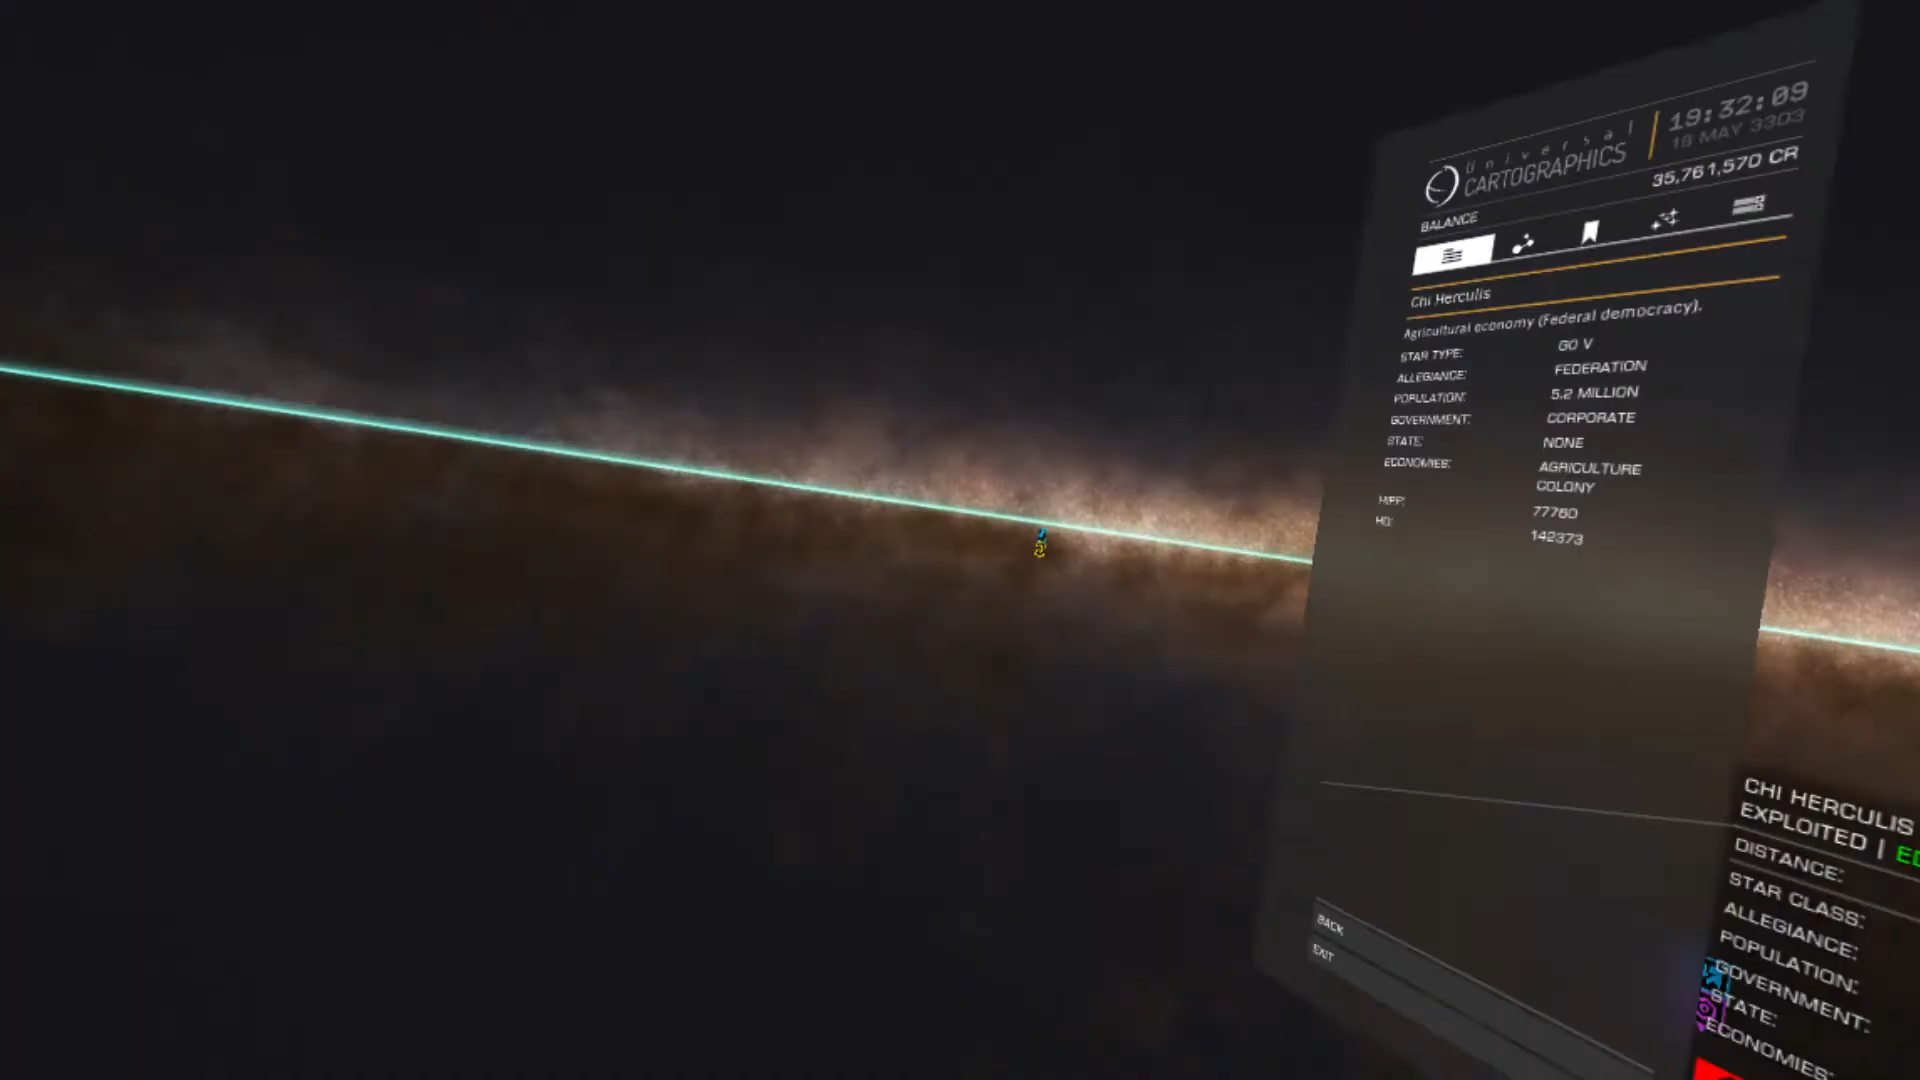 Universal
CARTOGRAPHICS
19:32:09
18 MAY 3303
35,761,570 CR
BALANCE
Chi Herculis
Agricultural economy (Federal democracy).
STAR TYPE: G0 V
ALLEGIANCE: FEDERATION
POPULATION: 5.2 MILLION
GOVERNMENT: CORPORATE
STATE: NONE
ECONOMIES: AGRICULTURE
COLONY
HIPP: 77760
HD: 142373
BACK
EXIT
CHI HERCULIS
EXPLOITED | ED
DISTANCE:
STAR CLASS:
ALLEGIANCE:
POPULATION:
GOVERNMENT:
STATE:
ECONOMIES: